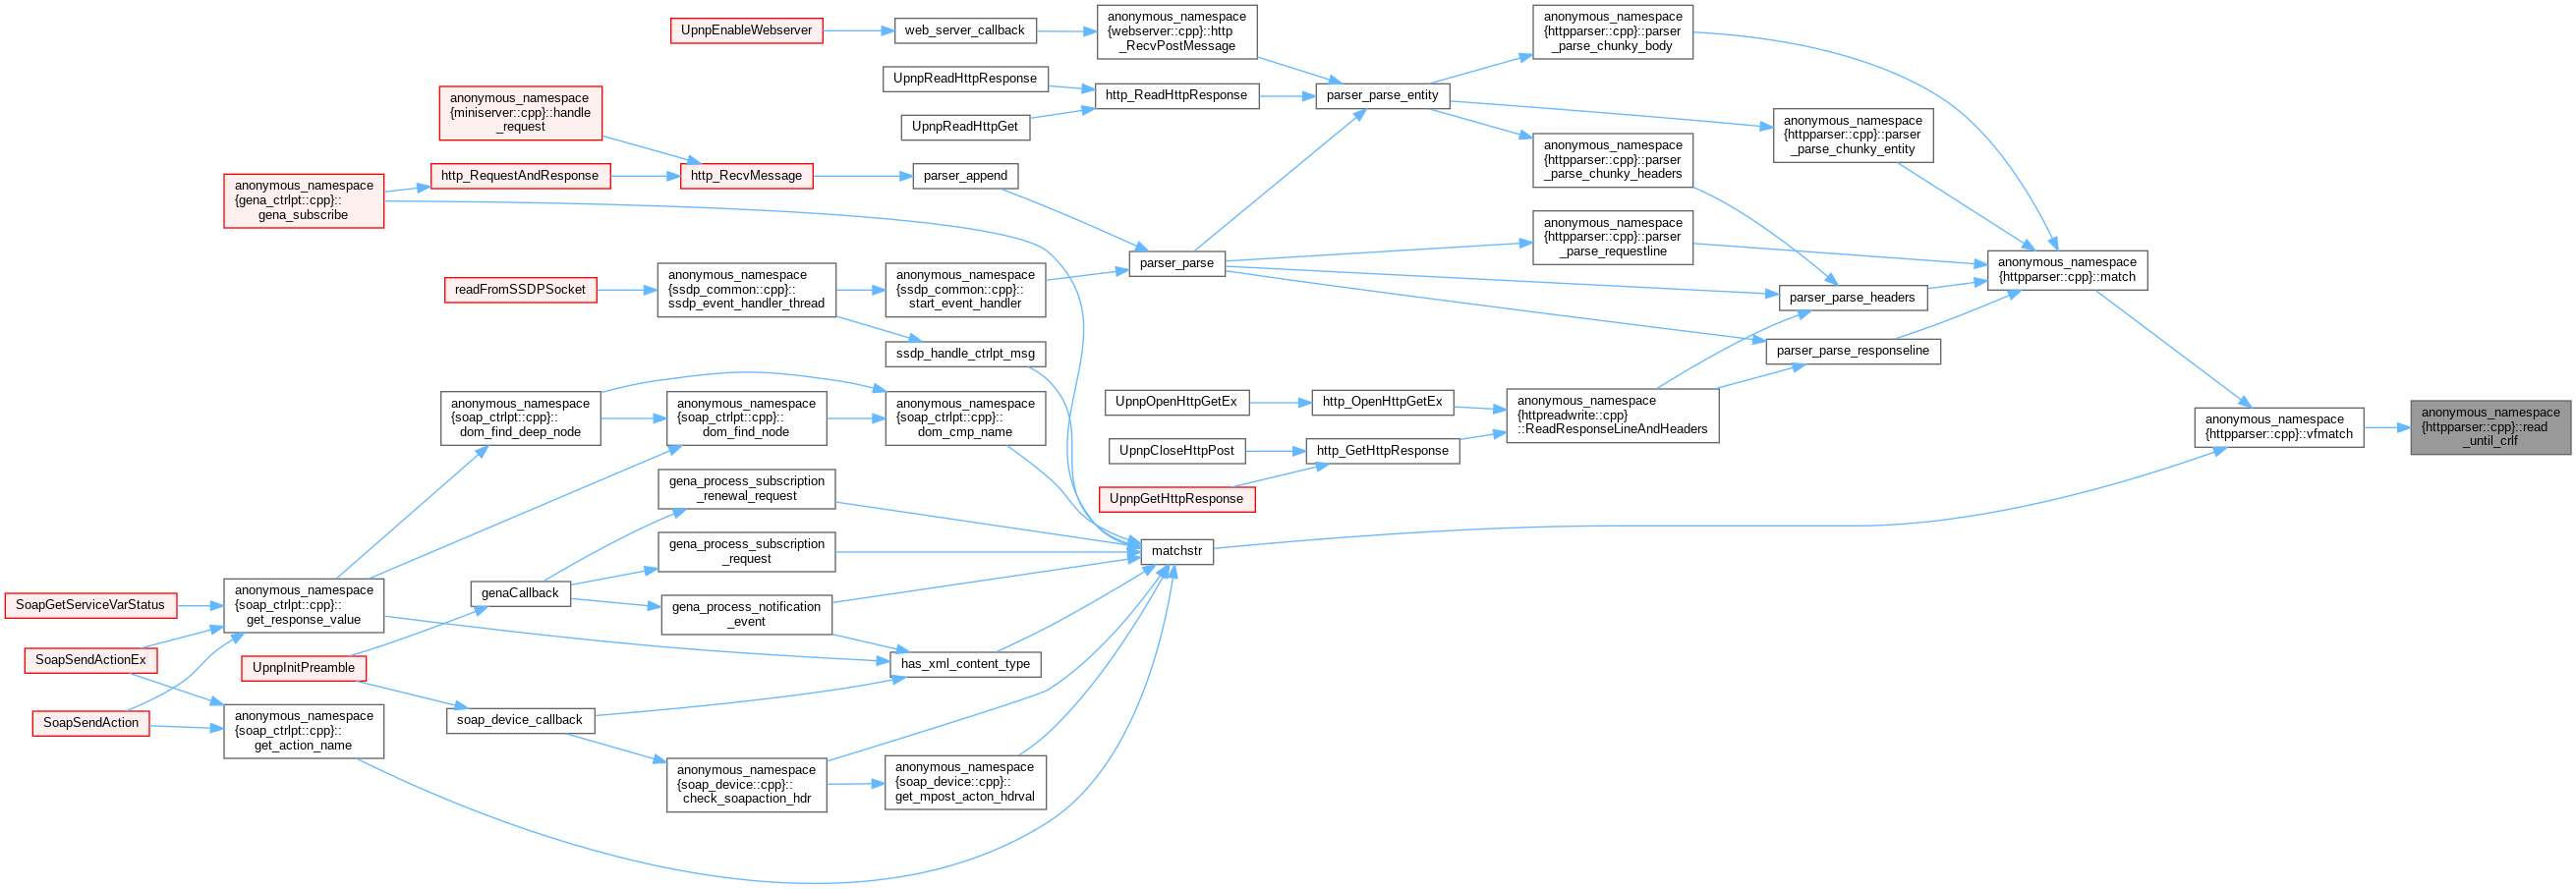 UpnpEnableWebserver
web_server_callback
anonymous_namespace
{webserver::cpp}::http
_RecvPostMessage
anonymous_namespace
{httpparser::cpp}::parser
_parse_chunky_body
UpnpReadHttpResponse
http_ReadHttpResponse
parser_parse_entity
UpnpReadHttpGet
anonymous_namespace
{miniserver::cpp}::handle
_request
anonymous_namespace
{httpparser::cpp}::parser
_parse_chunky_entity
anonymous_namespace
{httpparser::cpp}::parser
_parse_chunky_headers
anonymous_namespace
{gena_ctrlpt::cpp}::
gena_subscribe
http_RequestAndResponse
http_RecvMessage
parser_append
anonymous_namespace
{httpparser::cpp}::parser
_parse_requestline
parser_parse
anonymous_namespace
{httpparser::cpp}::match
readFromSSDPSocket
anonymous_namespace
{ssdp_common::cpp}::
ssdp_event_handler_thread
anonymous_namespace
{ssdp_common::cpp}::
start_event_handler
parser_parse_headers
ssdp_handle_ctrlpt_msg
parser_parse_responseline
anonymous_namespace
{soap_ctrlpt::cpp}::
dom_find_deep_node
anonymous_namespace
{soap_ctrlpt::cpp}::
dom_find_node
anonymous_namespace
{soap_ctrlpt::cpp}::
dom_cmp_name
UpnpOpenHttpGetEx
http_OpenHttpGetEx
anonymous_namespace
{httpreadwrite::cpp}
::ReadResponseLineAndHeaders
anonymous_namespace
{httpparser::cpp}::vfmatch
anonymous_namespace
{httpparser::cpp}::read
_until_crlf
UpnpCloseHttpPost
http_GetHttpResponse
UpnpGetHttpResponse
gena_process_subscription
_renewal_request
gena_process_subscription
_request
matchstr
SoapGetServiceVarStatus
anonymous_namespace
{soap_ctrlpt::cpp}::
get_response_value
genaCallback
gena_process_notification
_event
SoapSendActionEx
UpnpInitPreamble
has_xml_content_type
SoapSendAction
anonymous_namespace
{soap_ctrlpt::cpp}::
get_action_name
soap_device_callback
anonymous_namespace
{soap_device::cpp}::
check_soapaction_hdr
anonymous_namespace
{soap_device::cpp}::
get_mpost_acton_hdrval